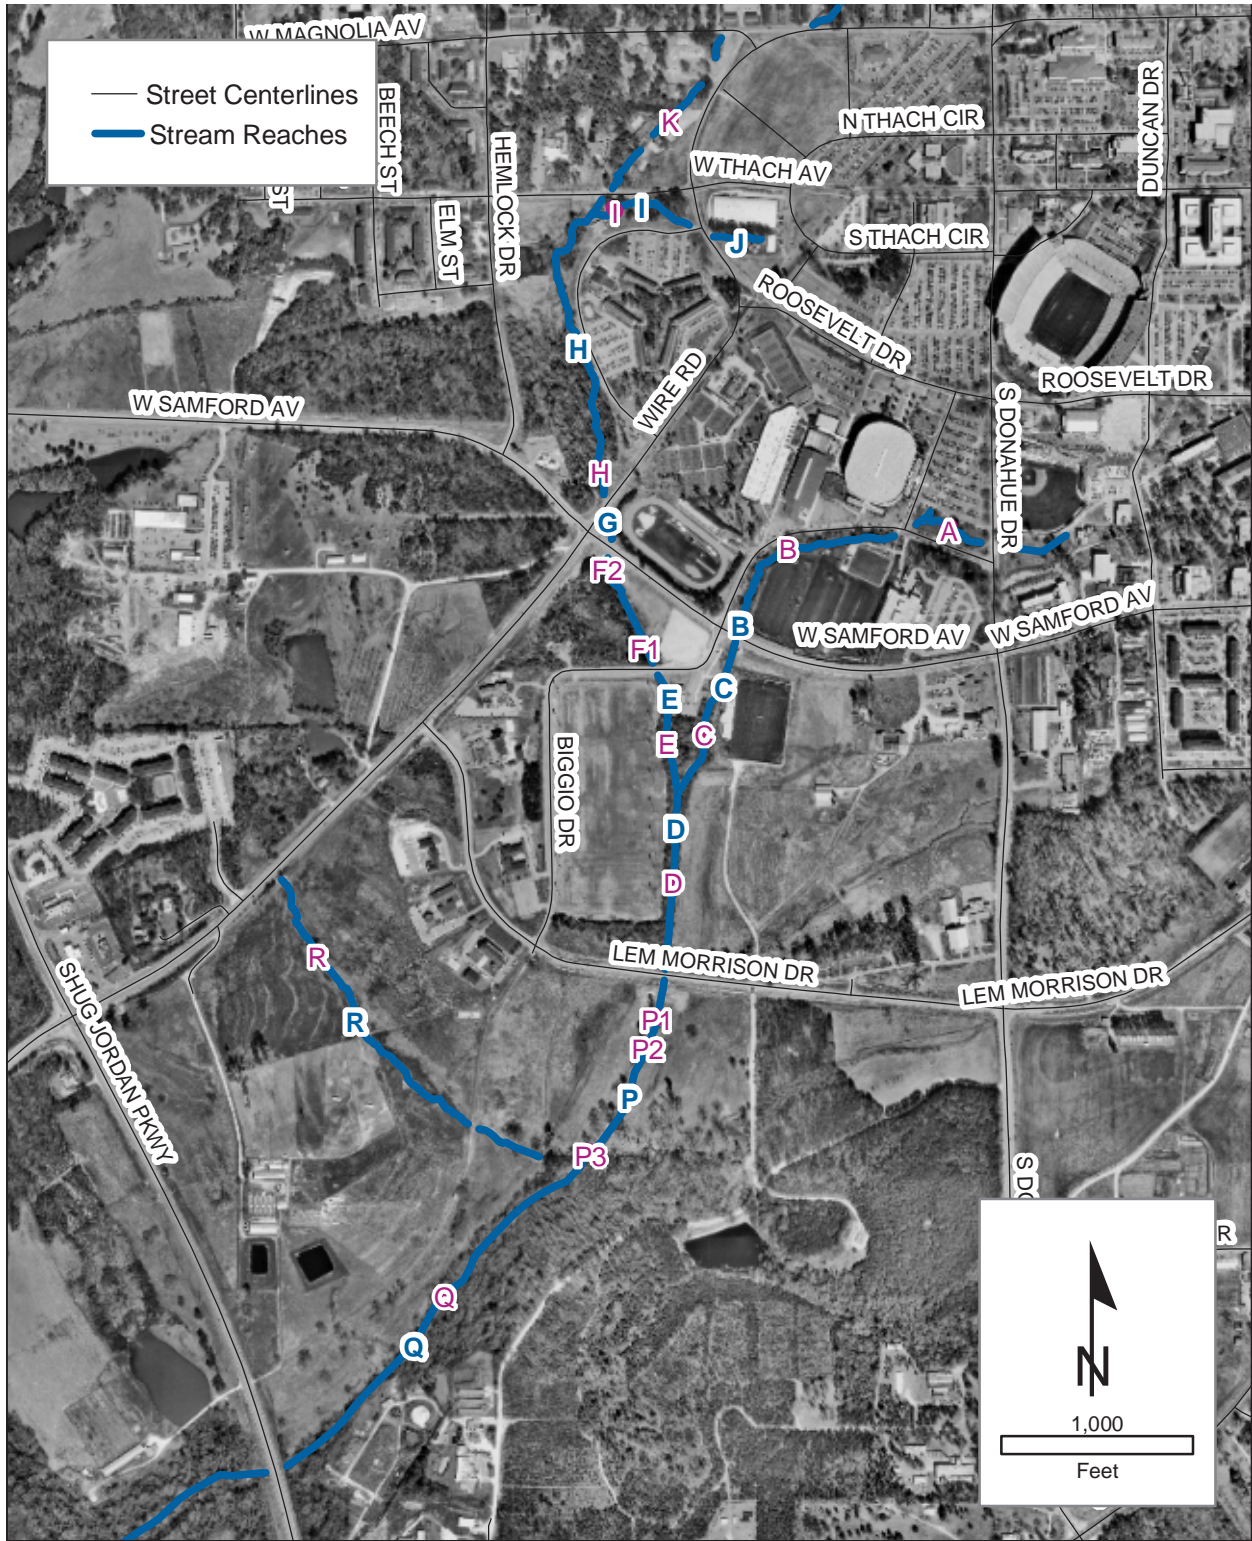 W MAGNOLIA AV
Street Centerlines
Stream Reaches
BEECH ST
ST
HEMLOCK DR
ELM ST
K
N THACH CIR
DUNCAN DR
W THACH AV
I
I
J
S THACH CIR
ROOSEVELT DR
H
WIRE RD
ROOSEVELT DR
W SAMFORD AV
S DONAHUE DR
H
G
A
B
F2
B
W SAMFORD AV
W SAMFORD AV
F1
E
C
E
C
BIGGIO DR
D
D
LEM MORRISON DR
LEM MORRISON DR
R
R
P1
P2
P
P3
SHUG JORDAN PKWY
S DO
R
Q
Q
N
1,000
Feet